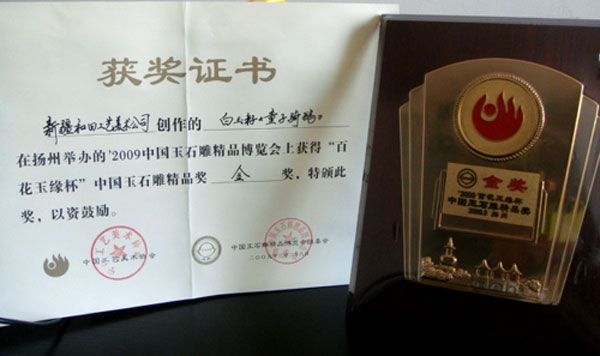 获奖证书
新疆和田工艺美术公司 创作的 白玉籽《童子骑鹅》
在扬州举办的'2009中国玉石雕精品博览会上获得“百
花玉缘杯”中国玉石雕精品奖 金 奖，特颁此
奖，以资鼓励。
中国工艺美术协会
中国玉石雕精品博览会组委会
金奖
百花玉缘杯
中国玉石雕精品奖